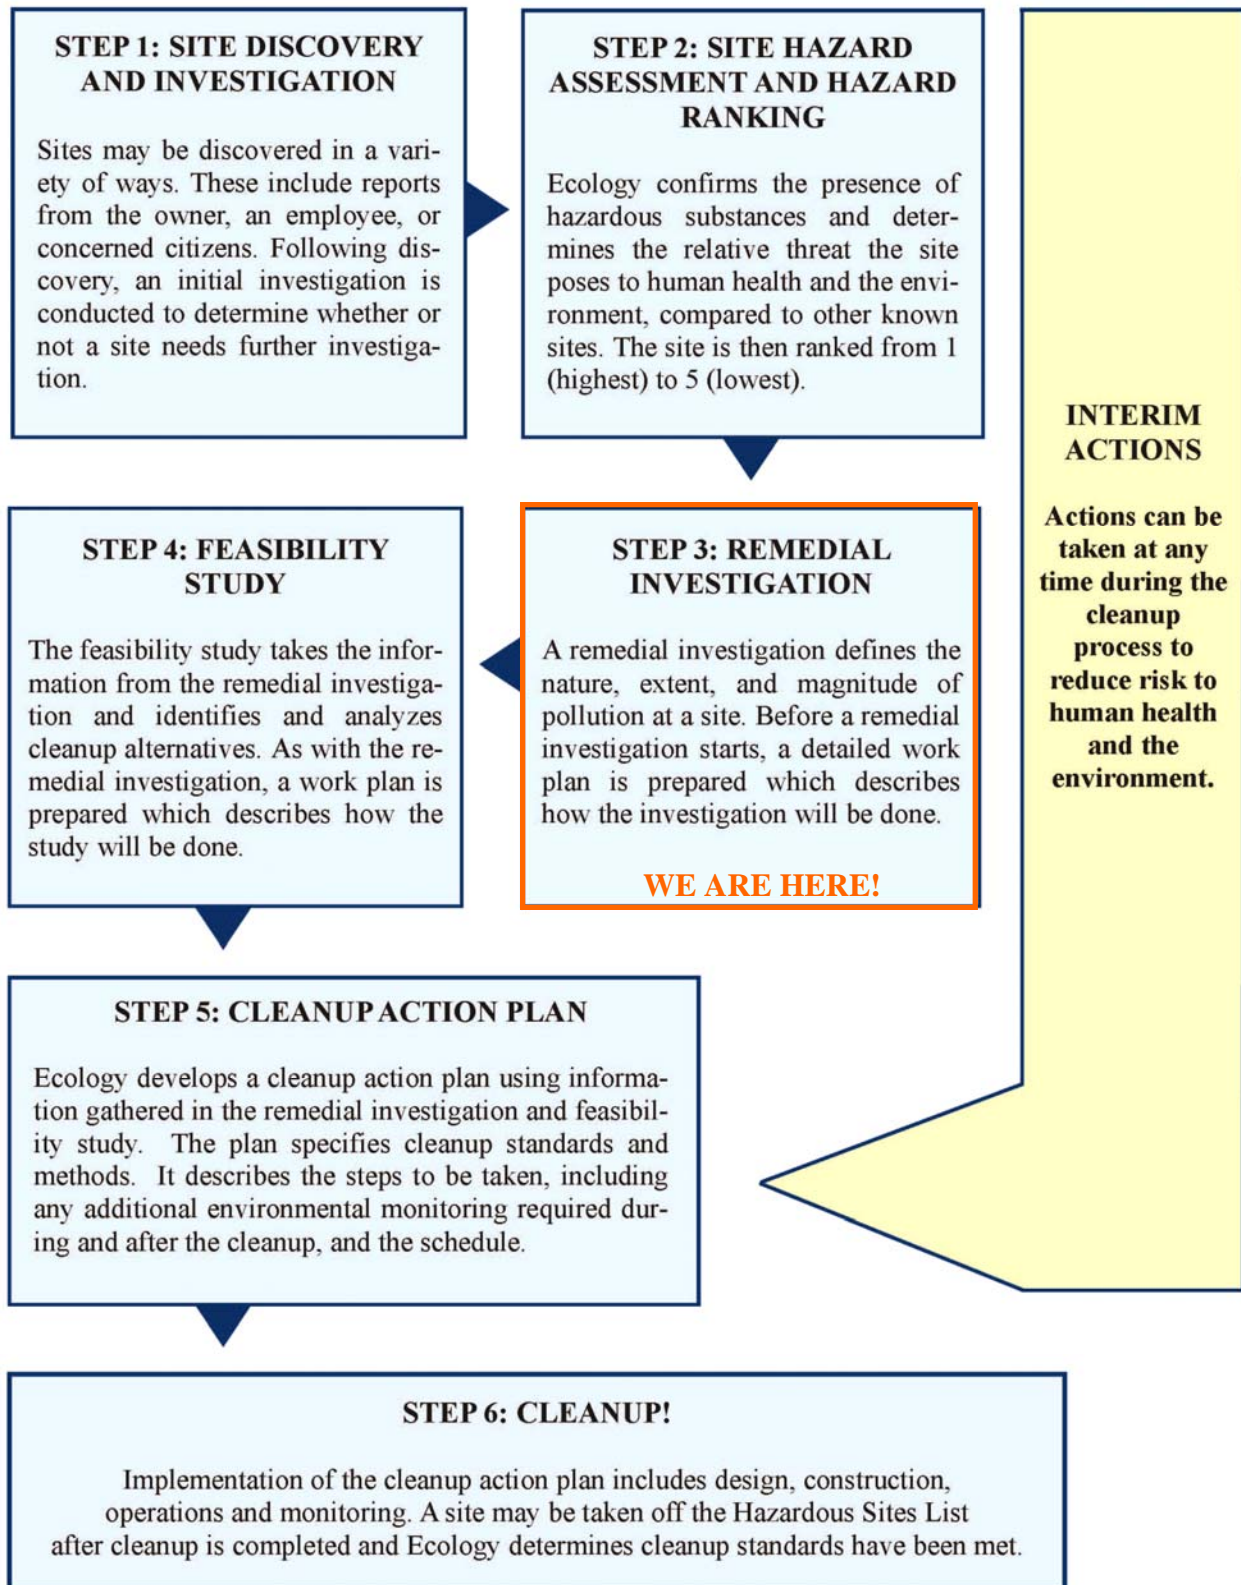 STEP 1: SITE DISCOVERY
AND INVESTIGATION
Sites may be discovered in a vari-
ety of ways. These include reports
from the owner, an employee, or
concerned citizens. Following dis-
covery, an initial investigation is
conducted to determine whether or
not a site needs further investiga-
tion.
STEP 2: SITE HAZARD
ASSESSMENT AND HAZARD
RANKING
Ecology confirms the presence of
hazardous substances and deter-
mines the relative threat the site
poses to human health and the envi-
ronment, compared to other known
sites. The site is then ranked from 1
(highest) to 5 (lowest).
STEP 3: REMEDIAL
INVESTIGATION
A remedial investigation defines the
nature, extent, and magnitude of
pollution at a site. Before a remedial
investigation starts, a detailed work
plan is prepared which describes
how the investigation will be done.
WE ARE HERE!
STEP 4: FEASIBILITY
STUDY
The feasibility study takes the infor-
mation from the remedial investiga-
tion and identifies and analyzes
cleanup alternatives. As with the re-
medial investigation, a work plan is
prepared which describes how the
study will be done.
STEP 5: CLEANUP ACTION PLAN
Ecology develops a cleanup action plan using informa-
tion gathered in the remedial investigation and feasibil-
ity study. The plan specifies cleanup standards and
methods. It describes the steps to be taken, including
any additional environmental monitoring required dur-
ing and after the cleanup, and the schedule.
STEP 6: CLEANUP!
Implementation of the cleanup action plan includes design, construction,
operations and monitoring. A site may be taken off the Hazardous Sites List
after cleanup is completed and Ecology determines cleanup standards have been met.
INTERIM
ACTIONS
Actions can be
taken at any
time during the
cleanup
process to
reduce risk to
human health
and the
environment.